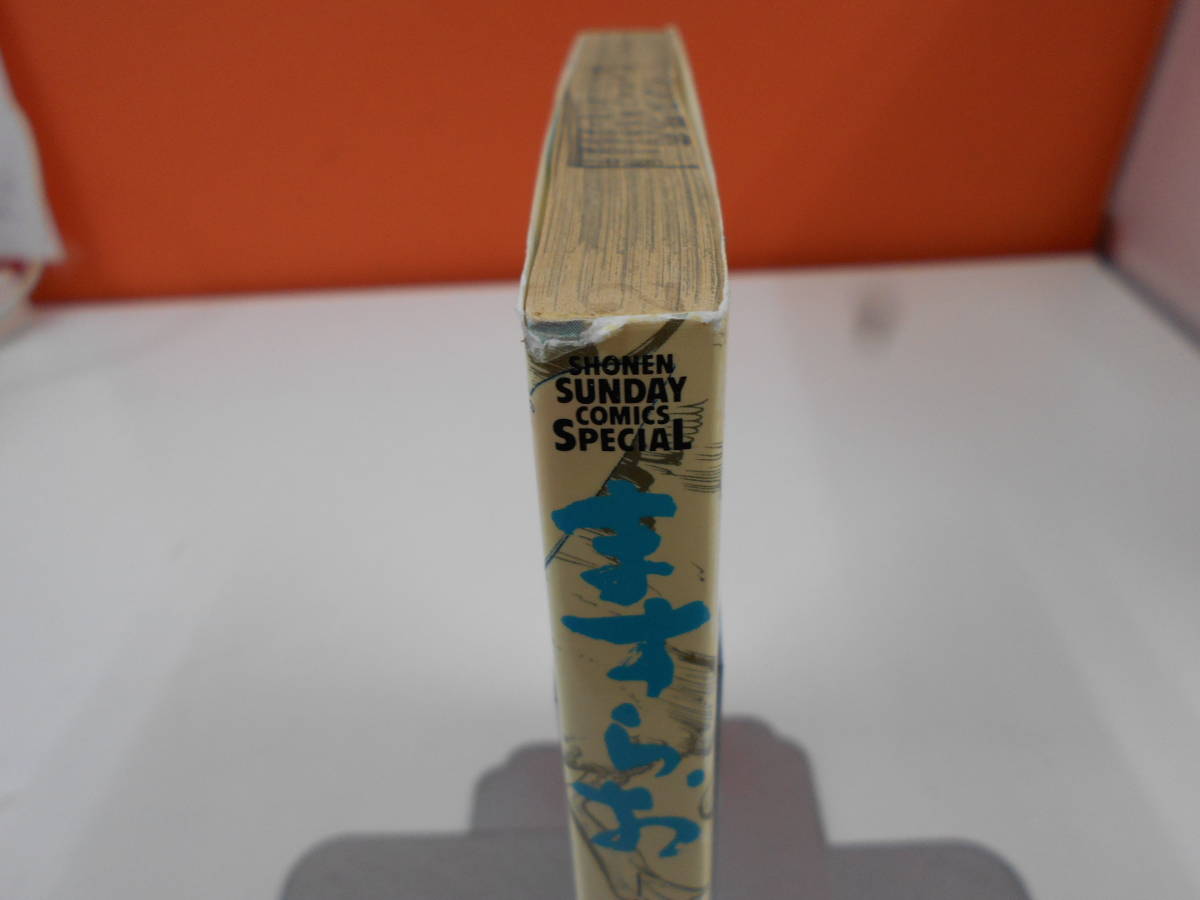 SHONEN
SUNDAY
COMICS
SPECIAL
ますらお